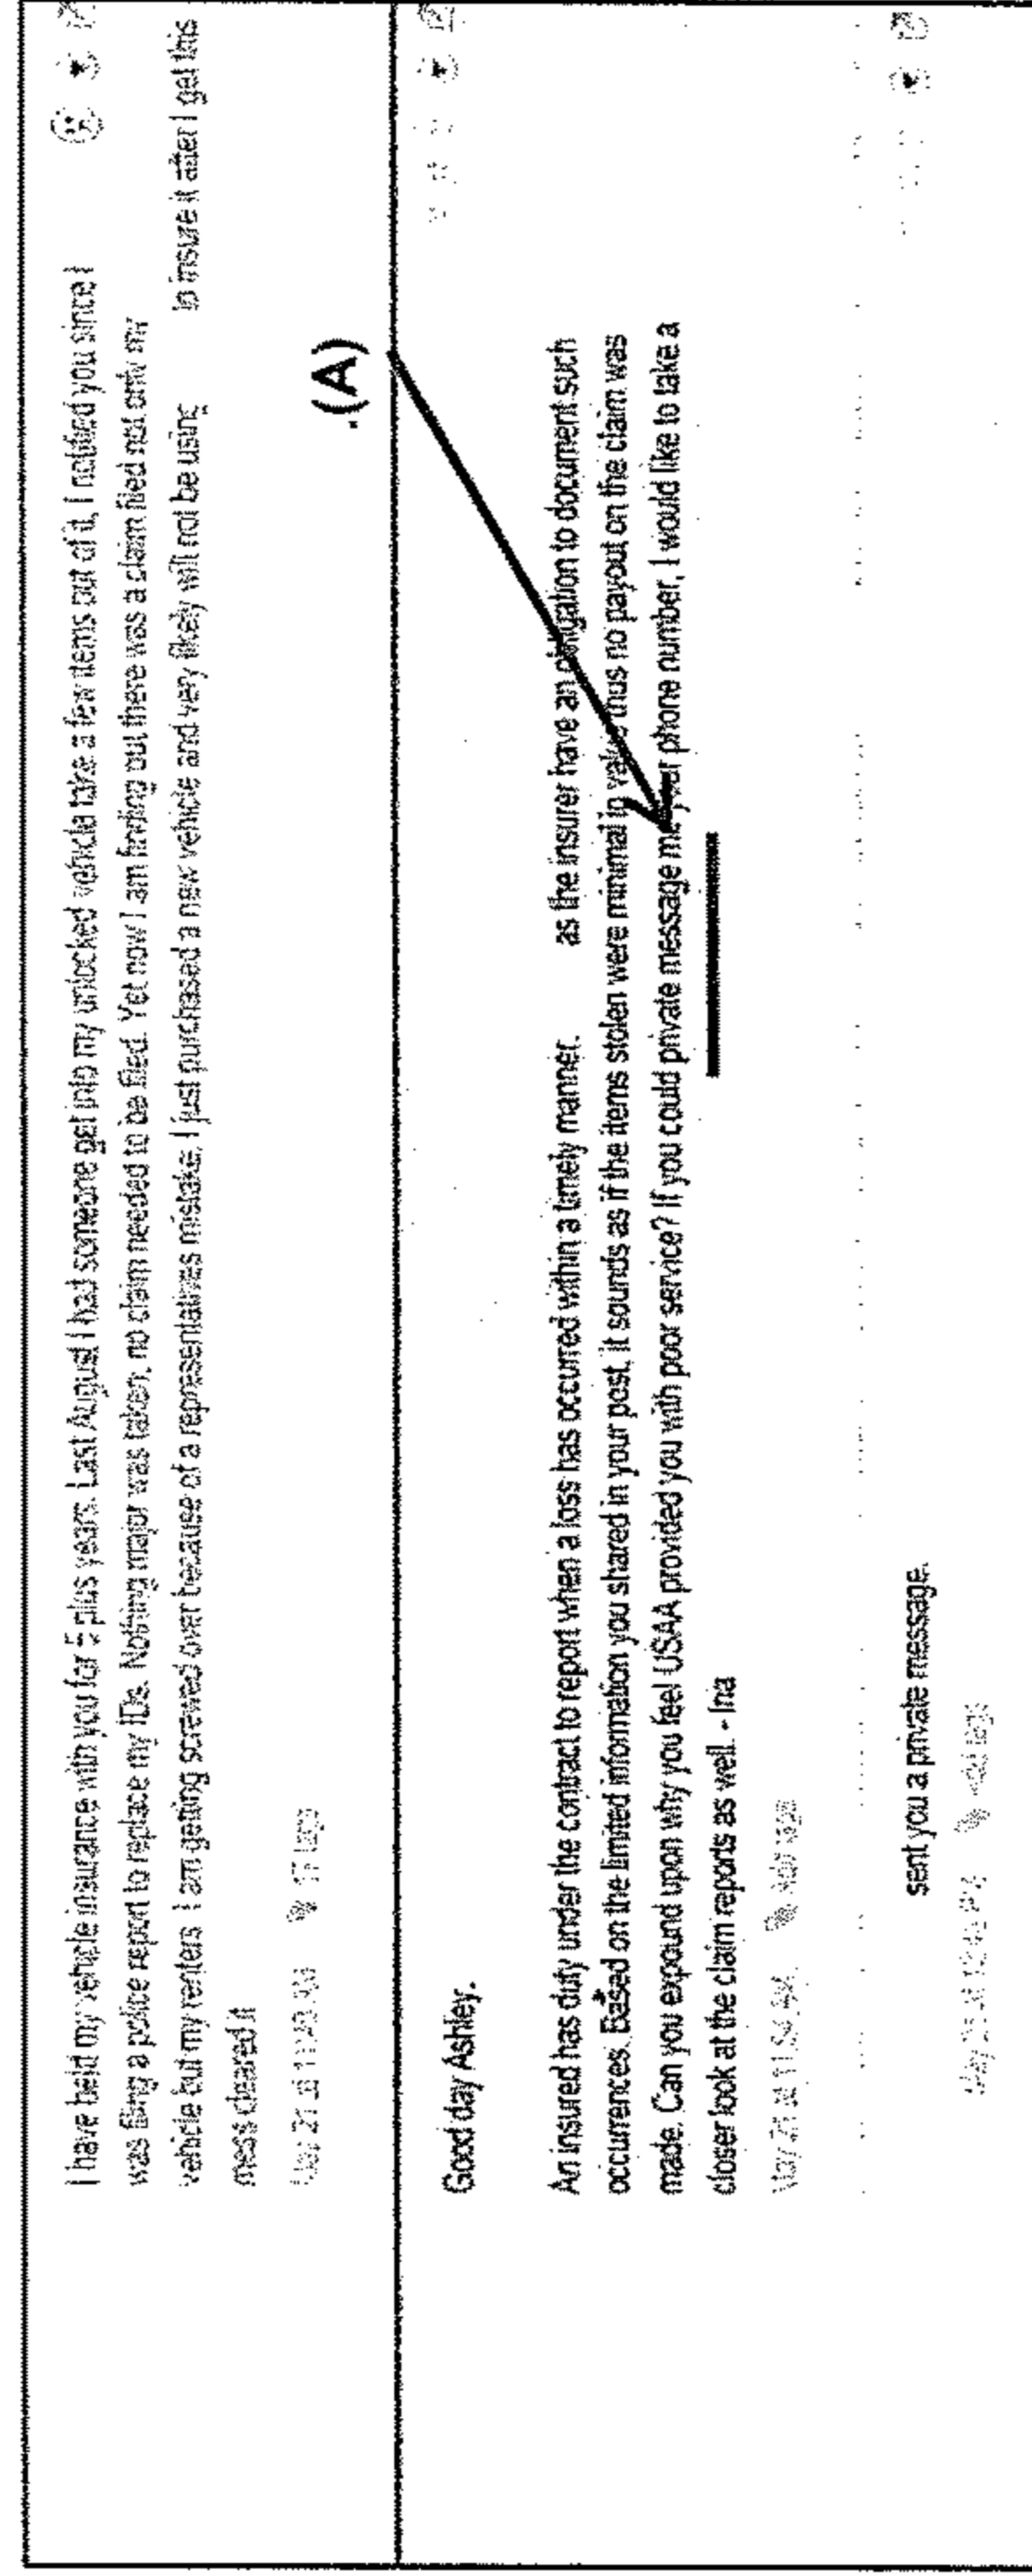 I have held my vehicle insurance with you for 5 plus years. Last August I had someone get into my unlocked vehicle take a few items out of it, I notified you since I
was filing a police report to replace my IDs. Nothing major was taken, no claim needed to be filed. Yet now I am finding out there was a claim filed not only my
vehicle but my renters. I am getting screwed over because of a representatives mistake. I just purchased a new vehicle and very likely will not be using to insure it after I get this
mess cleared it
.(A)
Good day Ashley.
An insured has duty under the contract to report when a loss has occurred within a timely manner. as the insurer have an obligation to document such
occurrences. Based on the limited information you shared in your post, it sounds as if the items stolen were minimal in value thus no payout on the claim was
made. Can you expound upon why you feel USAA provided you with poor service? If you could private message me your phone number, I would like to take a
closer look at the claim reports as well. - Ina
May 21 at 11:54 AM
sent you a private message.